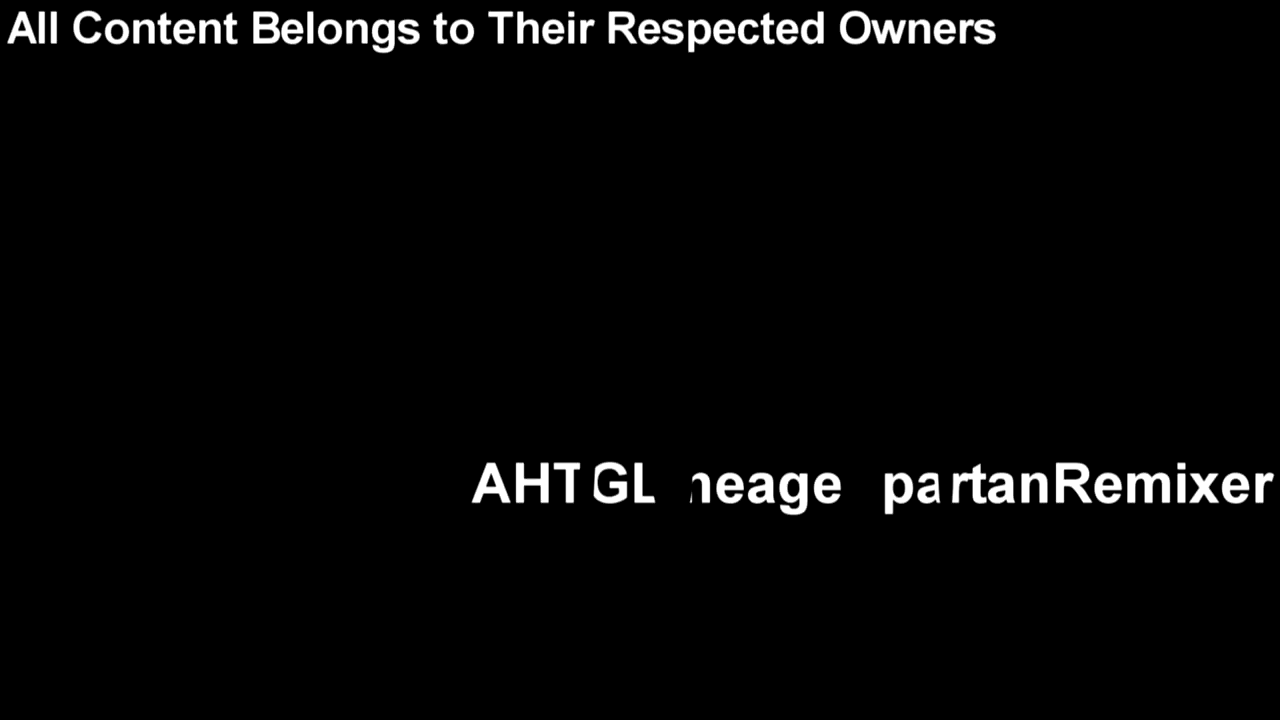 All Content Belongs to Their Respected Owners
AHTGL neage partanRemixer